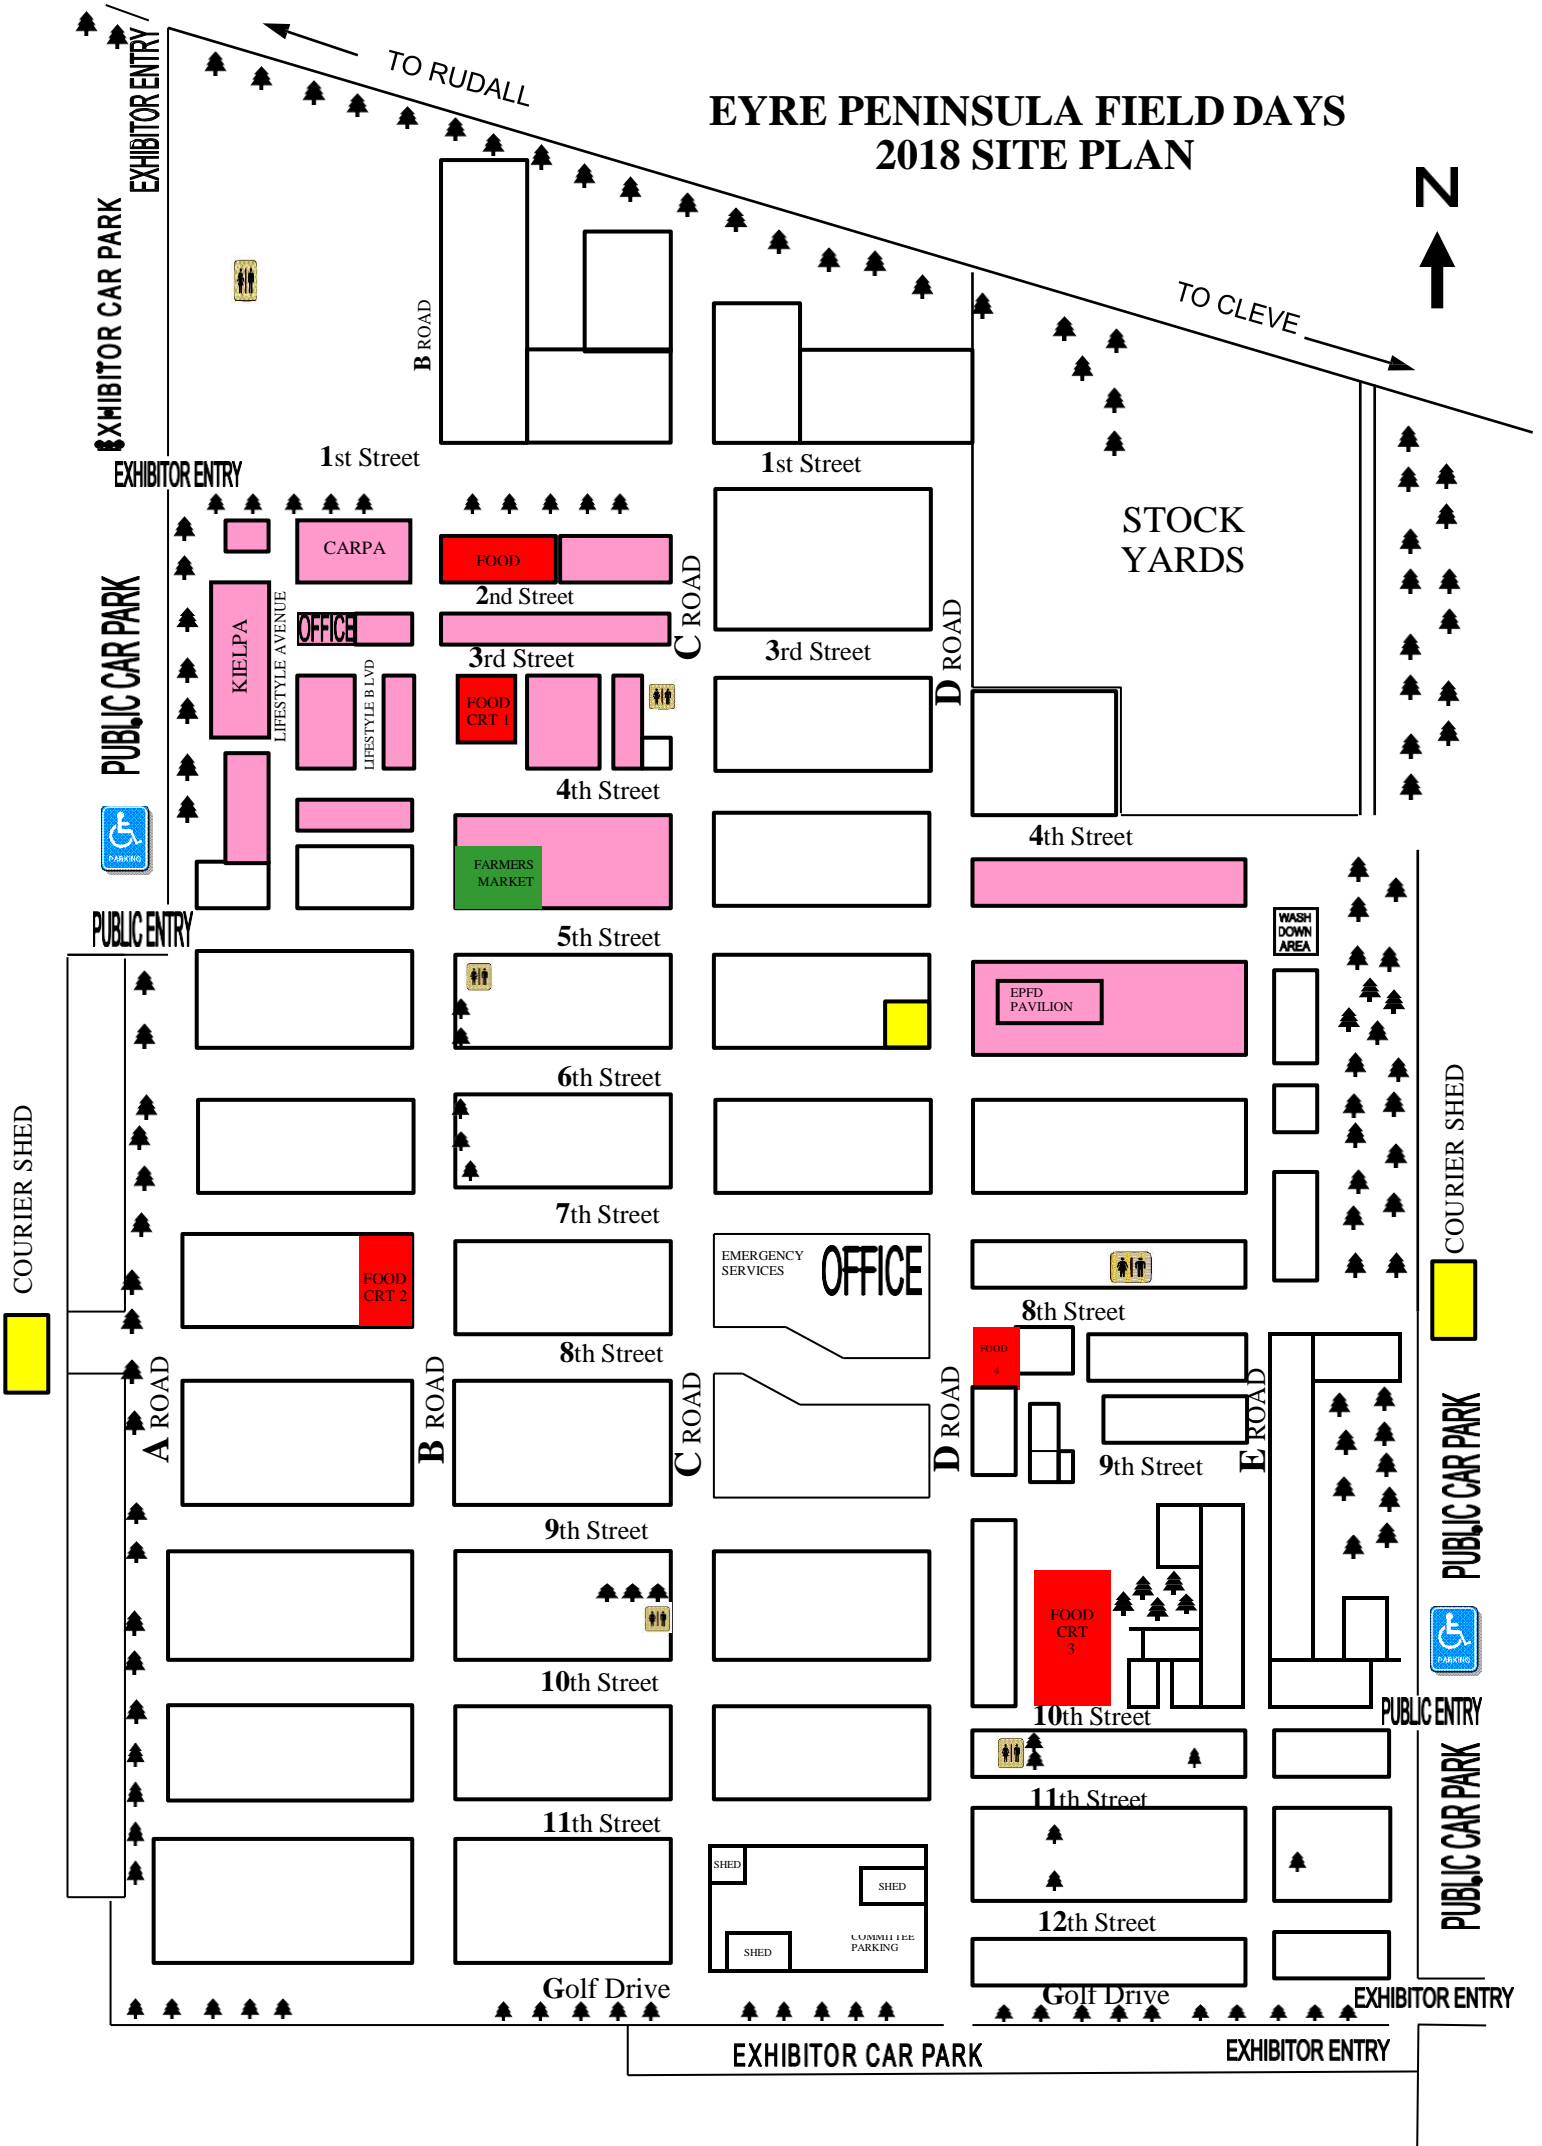 EXHIBITOR ENTRY
TO RUDALL
EYRE PENINSULA FIELD DAYS
2018 SITE PLAN
N
EXHIBITOR CAR PARK
TO CLEVE
B ROAD
1st Street
1st Street
EXHIBITOR ENTRY
STOCK
YARDS
CARPA
FOOD
2nd Street
C ROAD
PUBLIC CAR PARK
KIELPA
LIFESTYLE AVENUE
OFFICE
3rd Street
3rd Street
D ROAD
LIFESTYLE B LVD
FOOD
CRT 1
4th Street
4th Street
PARKING
FARMERS
MARKET
PUBLIC ENTRY
5th Street
WASH
DOWN
AREA
EPFD
PAVILION
6th Street
COURIER SHED
COURIER SHED
7th Street
EMERGENCY
SERVICES
OFFICE
FOOD
CRT 2
8th Street
8th Street
FOOD
4
A ROAD
B ROAD
C ROAD
D ROAD
E ROAD
9th Street
PUBLIC CAR PARK
9th Street
FOOD
CRT
3
PARKING
10th Street
10th Street
PUBLIC ENTRY
11th Street
11th Street
PUBLIC CAR PARK
SHED
SHED
12th Street
COMMITTEE
PARKING
SHED
Golf Drive
Golf Drive
EXHIBITOR ENTRY
EXHIBITOR CAR PARK
EXHIBITOR ENTRY